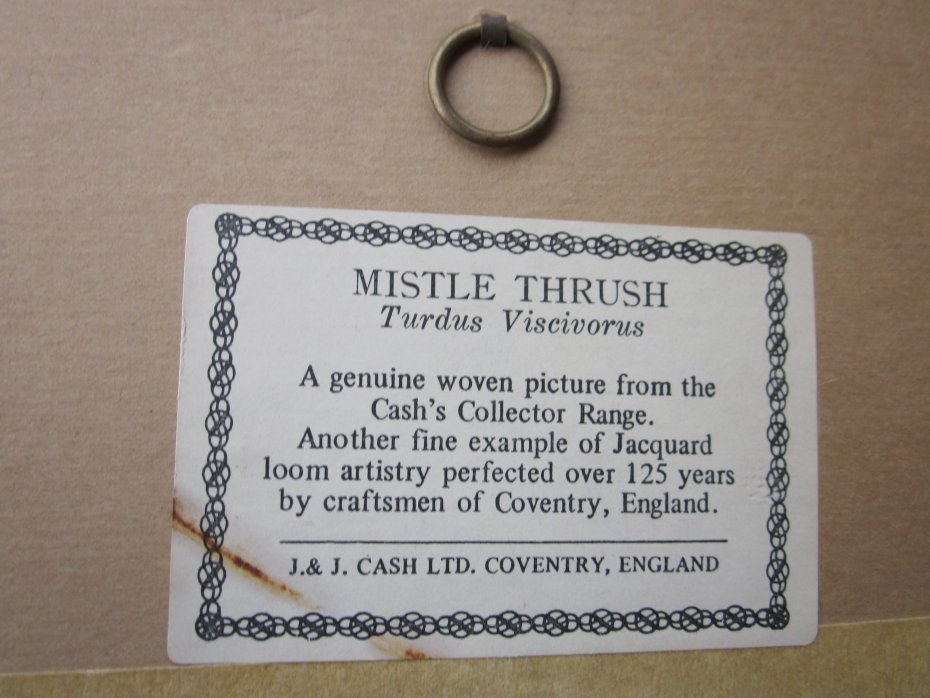 MISTLE THRUSH
Turdus Viscivorus
A genuine woven picture from the
Cash's Collector Range.
Another fine example of Jacquard
loom artistry perfected over 125 years
by craftsmen of Coventry, England.
J.& J. CASH LTD. COVENTRY, ENGLAND